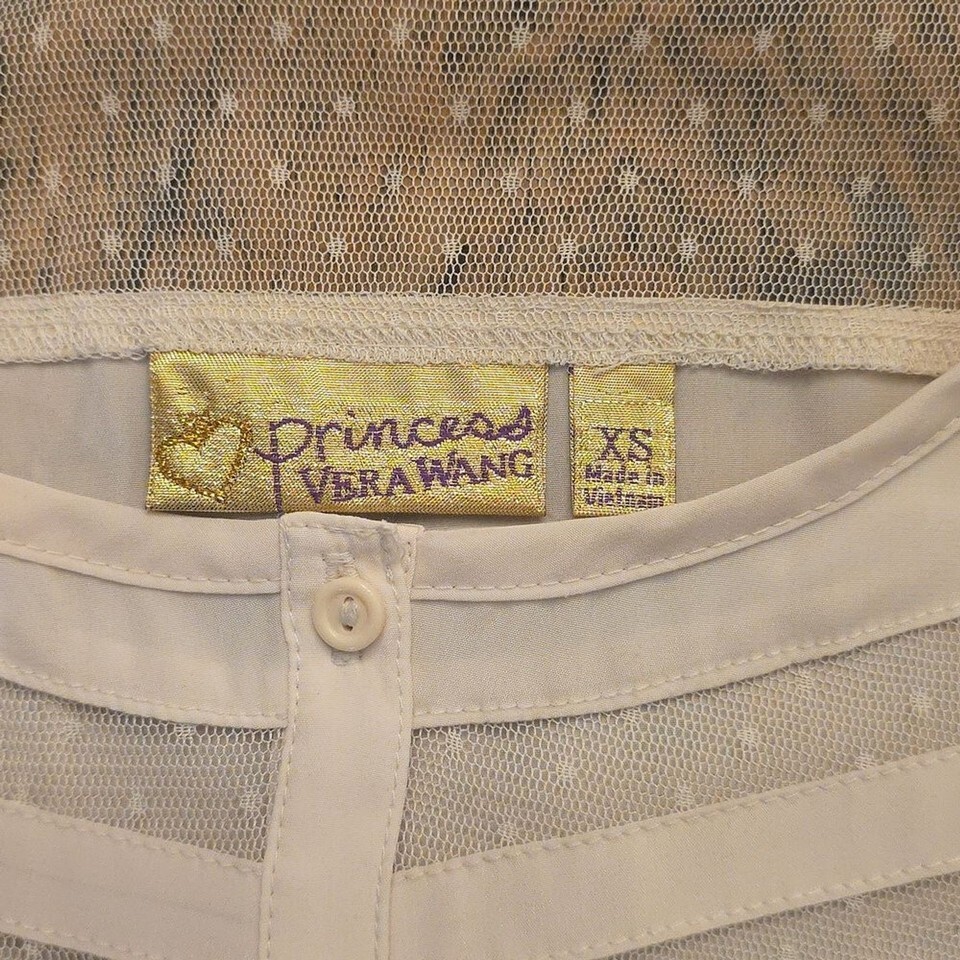 princess
VERA WANG
XS
Made in
Vietnam